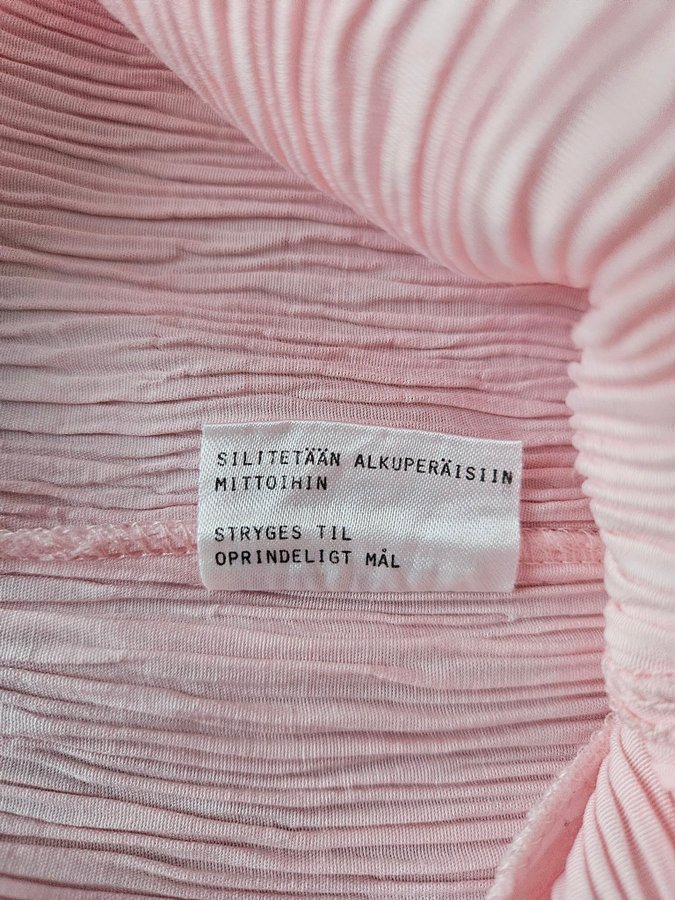 SILITETÄÄN ALKUPERÄISIIN
MITTOIHIN
STRYGES TIL
OPRINDELIGT MÅL